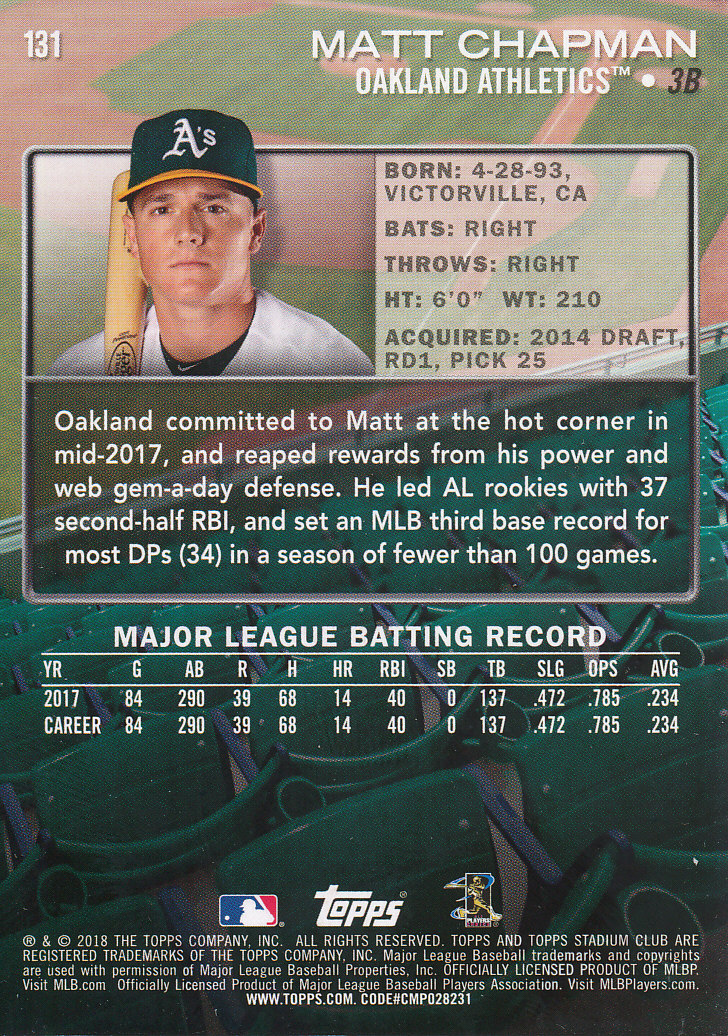 131
MATT CHAPMAN
OAKLAND ATHLETICS™ • 3B
A's
BORN: 4-28-93,
VICTORVILLE, CA
BATS: RIGHT
THROWS: RIGHT
HT: 6'0" WT: 210
ACQUIRED: 2014 DRAFT,
RD1, PICK 25
Oakland committed to Matt at the hot corner in
mid-2017, and reaped rewards from his power and
web gem-a-day defense. He led AL rookies with 37
second-half RBI, and set an MLB third base record for
most DPs (34) in a season of fewer than 100 games.
MAJOR LEAGUE BATTING RECORD
YR G AB R H HR RBI SB TB SLG OPS AVG
2017 84 290 39 68 14 40 0 137 .472 .785 .234
CAREER 84 290 39 68 14 40 0 137 .472 .785 .234
TOPPS®
PLAYERS
® & © 2018 THE TOPPS COMPANY, INC. ALL RIGHTS RESERVED. TOPPS AND TOPPS STADIUM CLUB ARE
REGISTERED TRADEMARKS OF THE TOPPS COMPANY, INC. Major League Baseball trademarks and copyrights
are used with permission of Major League Baseball Properties, Inc. OFFICIALLY LICENSED PRODUCT OF MLBP.
Visit MLB.com Officially Licensed Product of Major League Baseball Players Association. Visit MLBPlayers.com.
WWW.TOPPS.COM. CODE#CMP028231